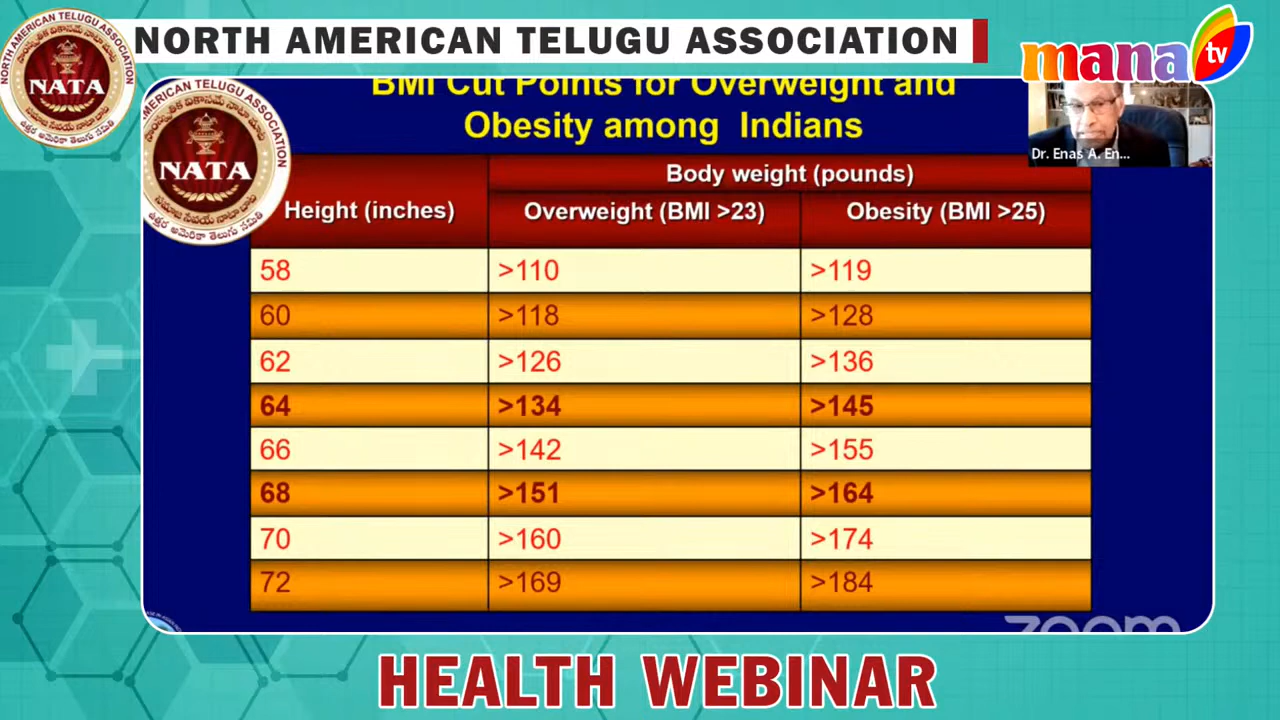 NORTH AMERICAN TELUGU ASSOCIATION
mana tv
NATA
AMERICAN TELUGU ASSOCIATION
NATA
BMI Cut Points for Overweight and
Obesity among Indians
Dr. Enas A. En...
Height (inches) Body weight (pounds)
Overweight (BMI >23) Obesity (BMI >25)
58 >110 >119
60 >118 >128
62 >126 >136
64 >134 >145
66 >142 >155
68 >151 >164
70 >160 >174
72 >169 >184
zoom
HEALTH WEBINAR